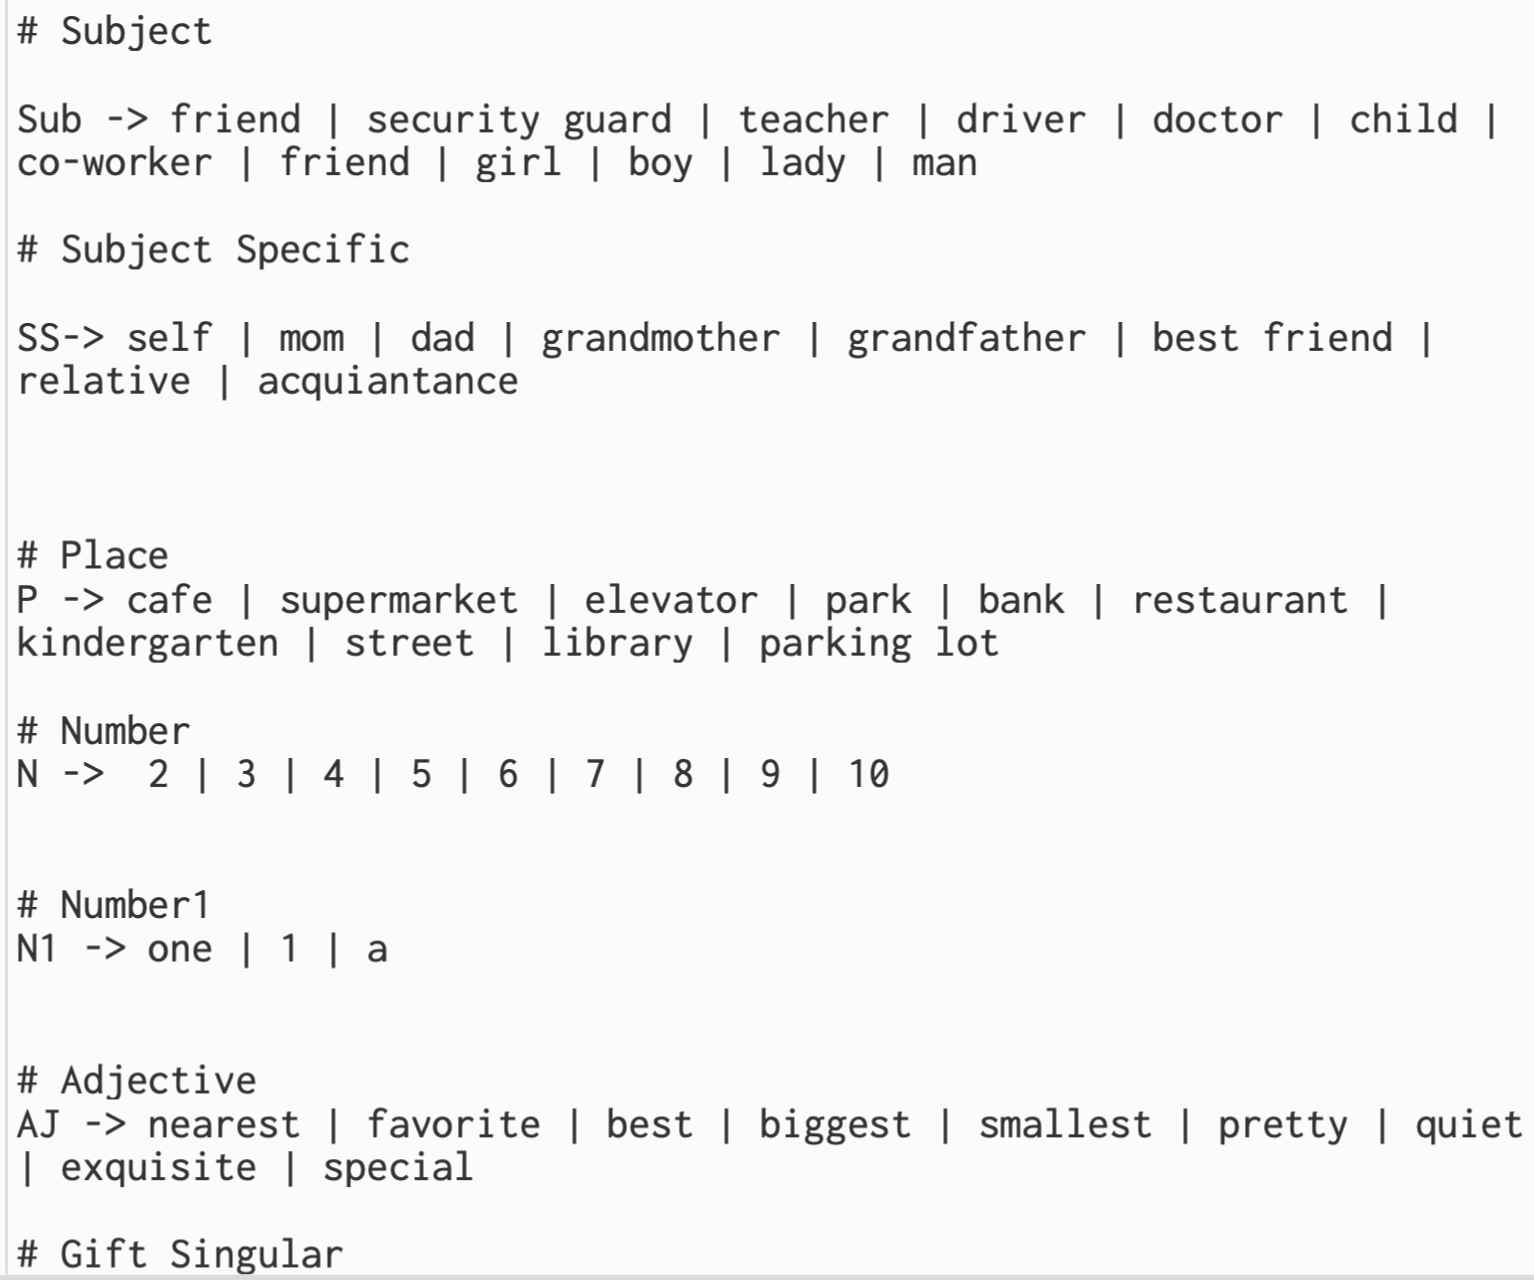 # Subject
Sub -> friend | security guard | teacher | driver | doctor | child |
co-worker | friend | girl | boy | lady | man
# Subject Specific
SS-> self | mom | dad | grandmother | grandfather | best friend |
relative | acquiantance
# Place
P -> cafe | supermarket | elevator | park | bank | restaurant |
kindergarten | street | library | parking lot
# Number
N ->  2 | 3 | 4 | 5 | 6 | 7 | 8 | 9 | 10
# Number1
N1 -> one | 1 | a
# Adjective
AJ -> nearest | favorite | best | biggest | smallest | pretty | quiet
| exquisite | special
# Gift Singular